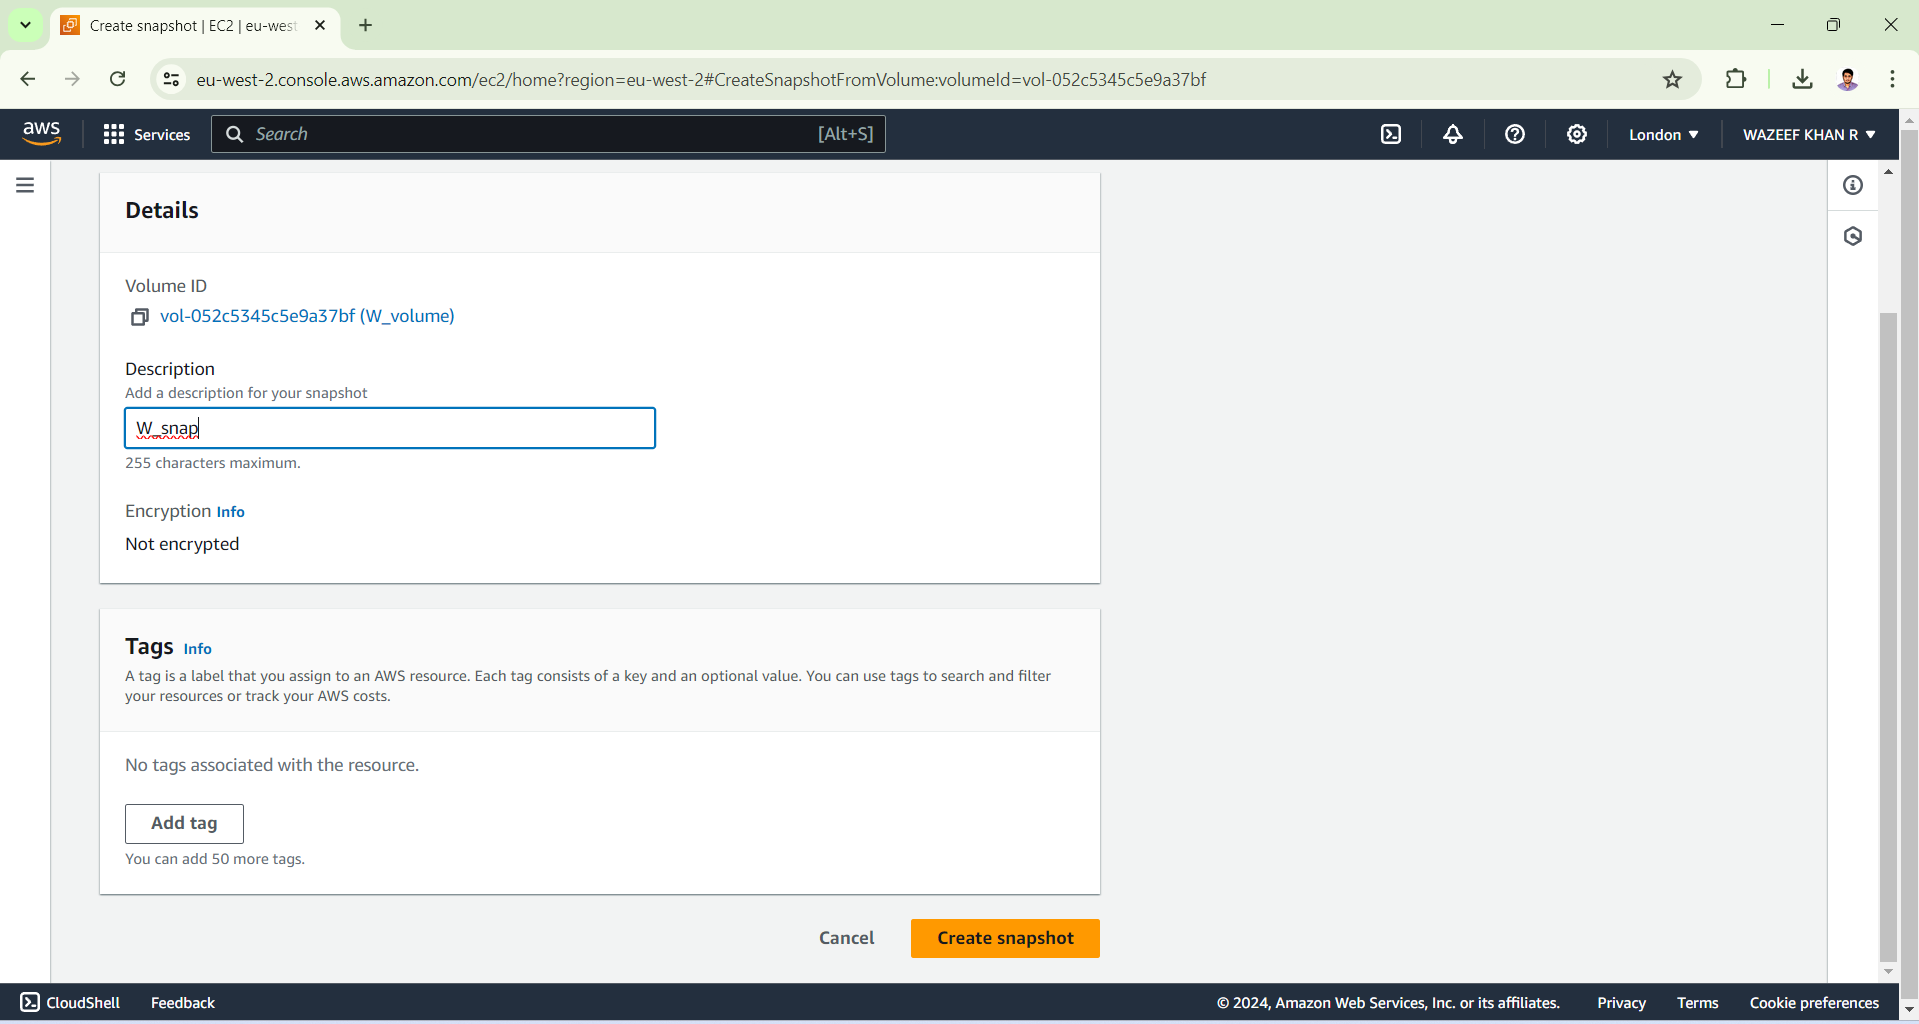 Create snapshot | EC2 | eu-west
eu-west-2.console.aws.amazon.com/ec2/home?region=eu-west-2#CreateSnapshotFromVolume:volumeId=vol-052c5345c5e9a37bf
aws
Services
Search
[Alt+S]
London
WAZEEF KHAN R
Details
Volume ID
vol-052c5345c5e9a37bf (W_volume)
Description
Add a description for your snapshot
W_snap
255 characters maximum.
Encryption Info
Not encrypted
Tags Info
A tag is a label that you assign to an AWS resource. Each tag consists of a key and an optional value. You can use tags to search and filter
your resources or track your AWS costs.
No tags associated with the resource.
Add tag
You can add 50 more tags.
Cancel
Create snapshot
CloudShell
Feedback
© 2024, Amazon Web Services, Inc. or its affiliates.
Privacy
Terms
Cookie preferences